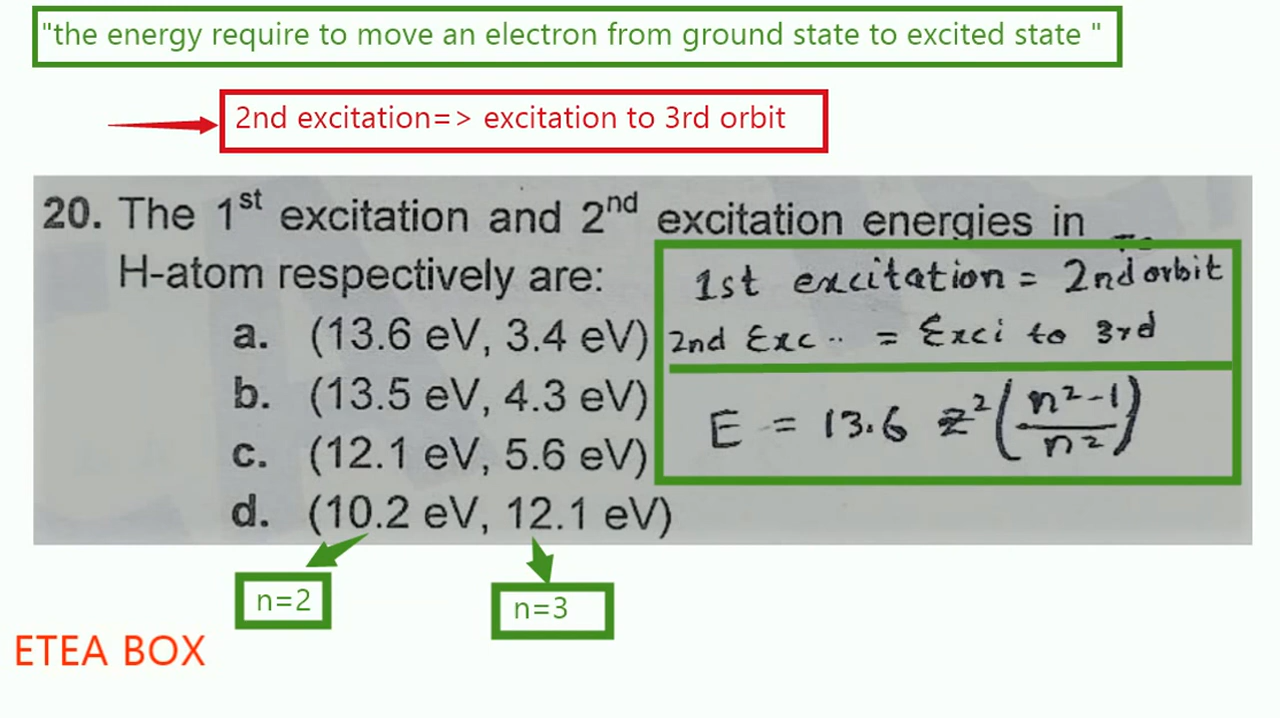 "the energy require to move an electron from ground state to excited state "
2nd excitation=> excitation to 3rd orbit
20. The 1st excitation and 2nd excitation energies in
H-atom respectively are:
a. (13.6 eV, 3.4 eV)
b. (13.5 eV, 4.3 eV)
c. (12.1 eV, 5.6 eV)
d. (10.2 eV, 12.1 eV)
1st excitation = 2nd orbit
2nd Exc .. = Exci to 3rd
E = 13.6 z²(n²-1/n²)
n=2
n=3
ETEA BOX